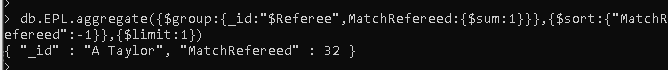 > db.EPL.aggregate({$group:{_id:"$Referee",MatchRefereed:{$sum:1}}},{$sort:{"MatchR
efereed":-1}},{$limit:1})
{ "_id" : "A Taylor", "MatchRefereed" : 32 }
>